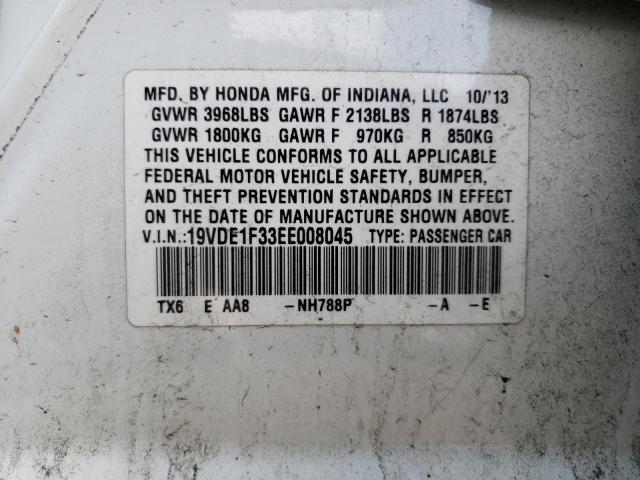 MFD. BY HONDA MFG. OF INDIANA, LLC 10/'13
GVWR 3968LBS GAWR F 2138LBS R 1874LBS
GVWR 1800KG GAWR F 970KG R 850KG
THIS VEHICLE CONFORMS TO ALL APPLICABLE
FEDERAL MOTOR VEHICLE SAFETY, BUMPER,
AND THEFT PREVENTION STANDARDS IN EFFECT
ON THE DATE OF MANUFACTURE SHOWN ABOVE.
V.I.N.:19VDE1F33EE008045 TYPE: PASSENGER CAR
TX6 E AA8 -NH788P -A -E